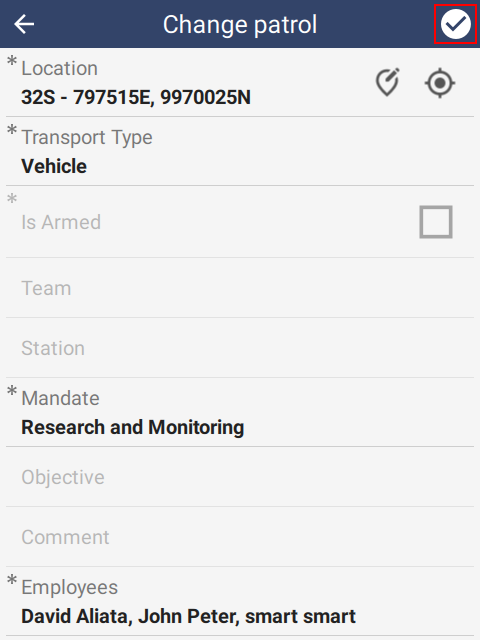 Change patrol
* Location
32S - 797515E, 9970025N
* Transport Type
Vehicle
*
Is Armed
Team
Station
* Mandate
Research and Monitoring
Objective
Comment
* Employees
David Aliata, John Peter, smart smart